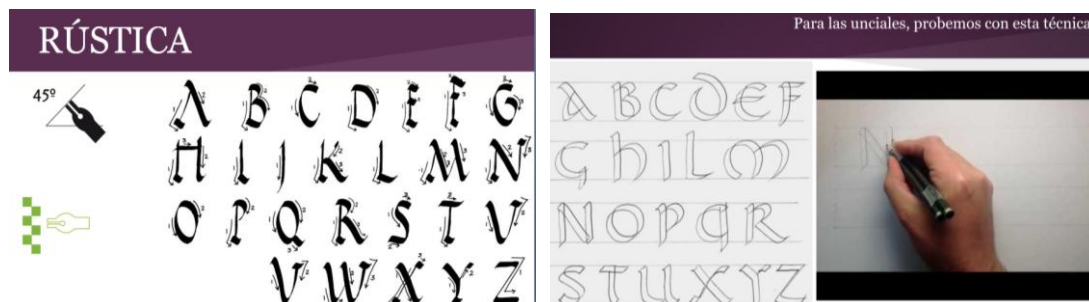 RÚSTICA
45º
A B C D E F G
H I J K L M N
O P Q R S T U
V W X Y Z
Para las unciales, probemos con esta técnica
A B C D E F
G h I L M
N O P q R
S T U X Y Z
N